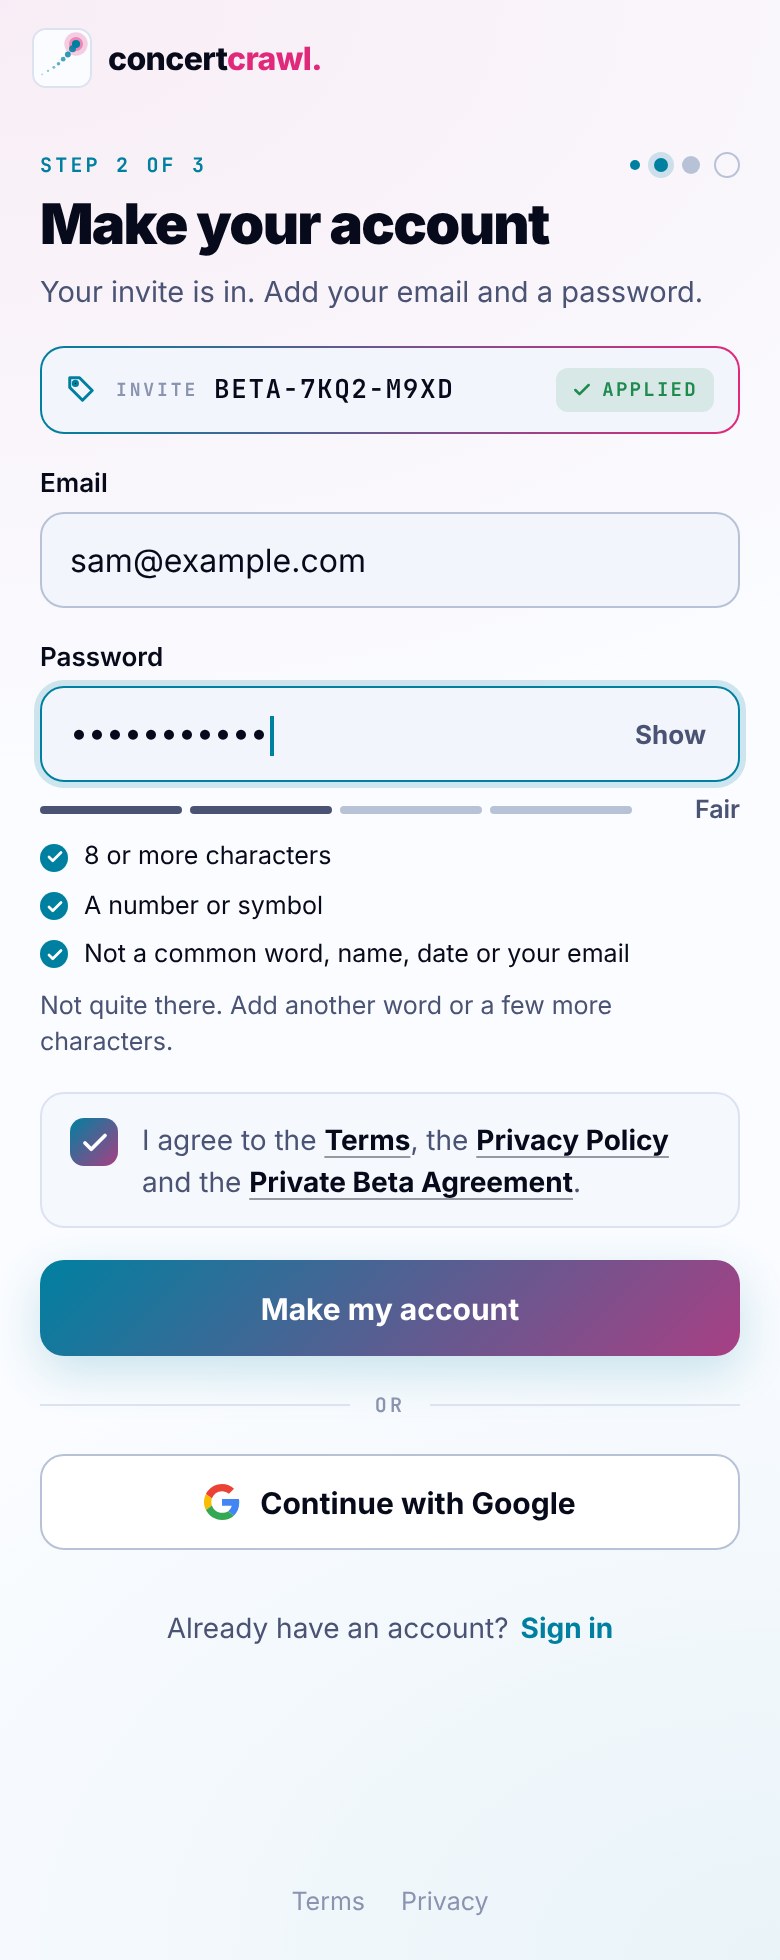 concertcrawl.
STEP 2 OF 3
Make your account
Your invite is in. Add your email and a password.
INVITE BETA-7KQ2-M9XD APPLIED
Email
sam@example.com
Password
••••••••••• Show
Fair
8 or more characters
A number or symbol
Not a common word, name, date or your email
Not quite there. Add another word or a few more
characters.
I agree to the Terms, the Privacy Policy
and the Private Beta Agreement.
Make my account
OR
Continue with Google
Already have an account? Sign in
Terms Privacy